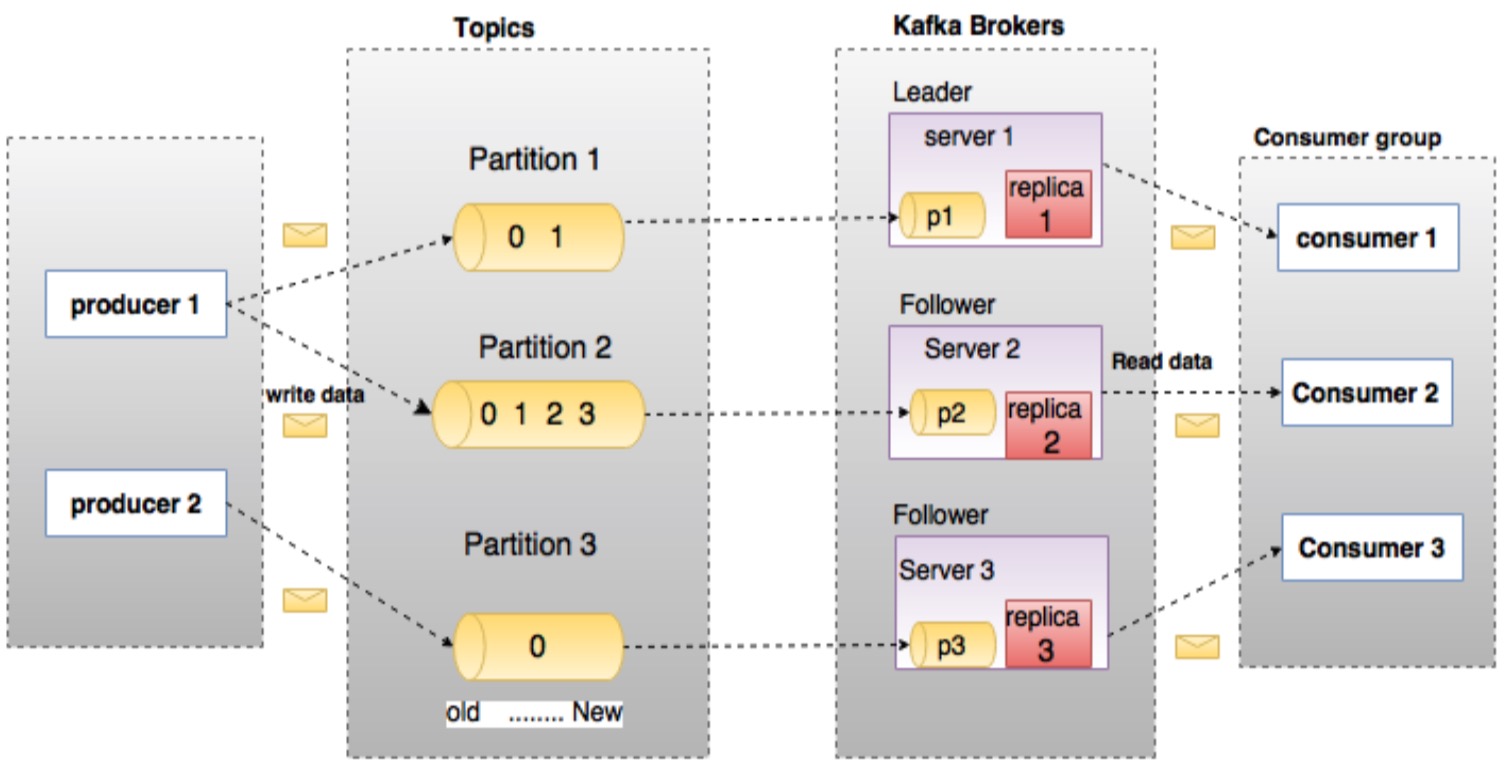 Topics
Kafka Brokers
Leader
server 1
Consumer group
Partition 1
replica
p1
1
0 1
consumer 1
producer 1
Follower
Partition 2
Server 2
Read data
write data
Consumer 2
0 1 2 3
p2
replica
2
producer 2
Follower
Partition 3
Consumer 3
Server 3
replica
0
p3
3
old ........ New